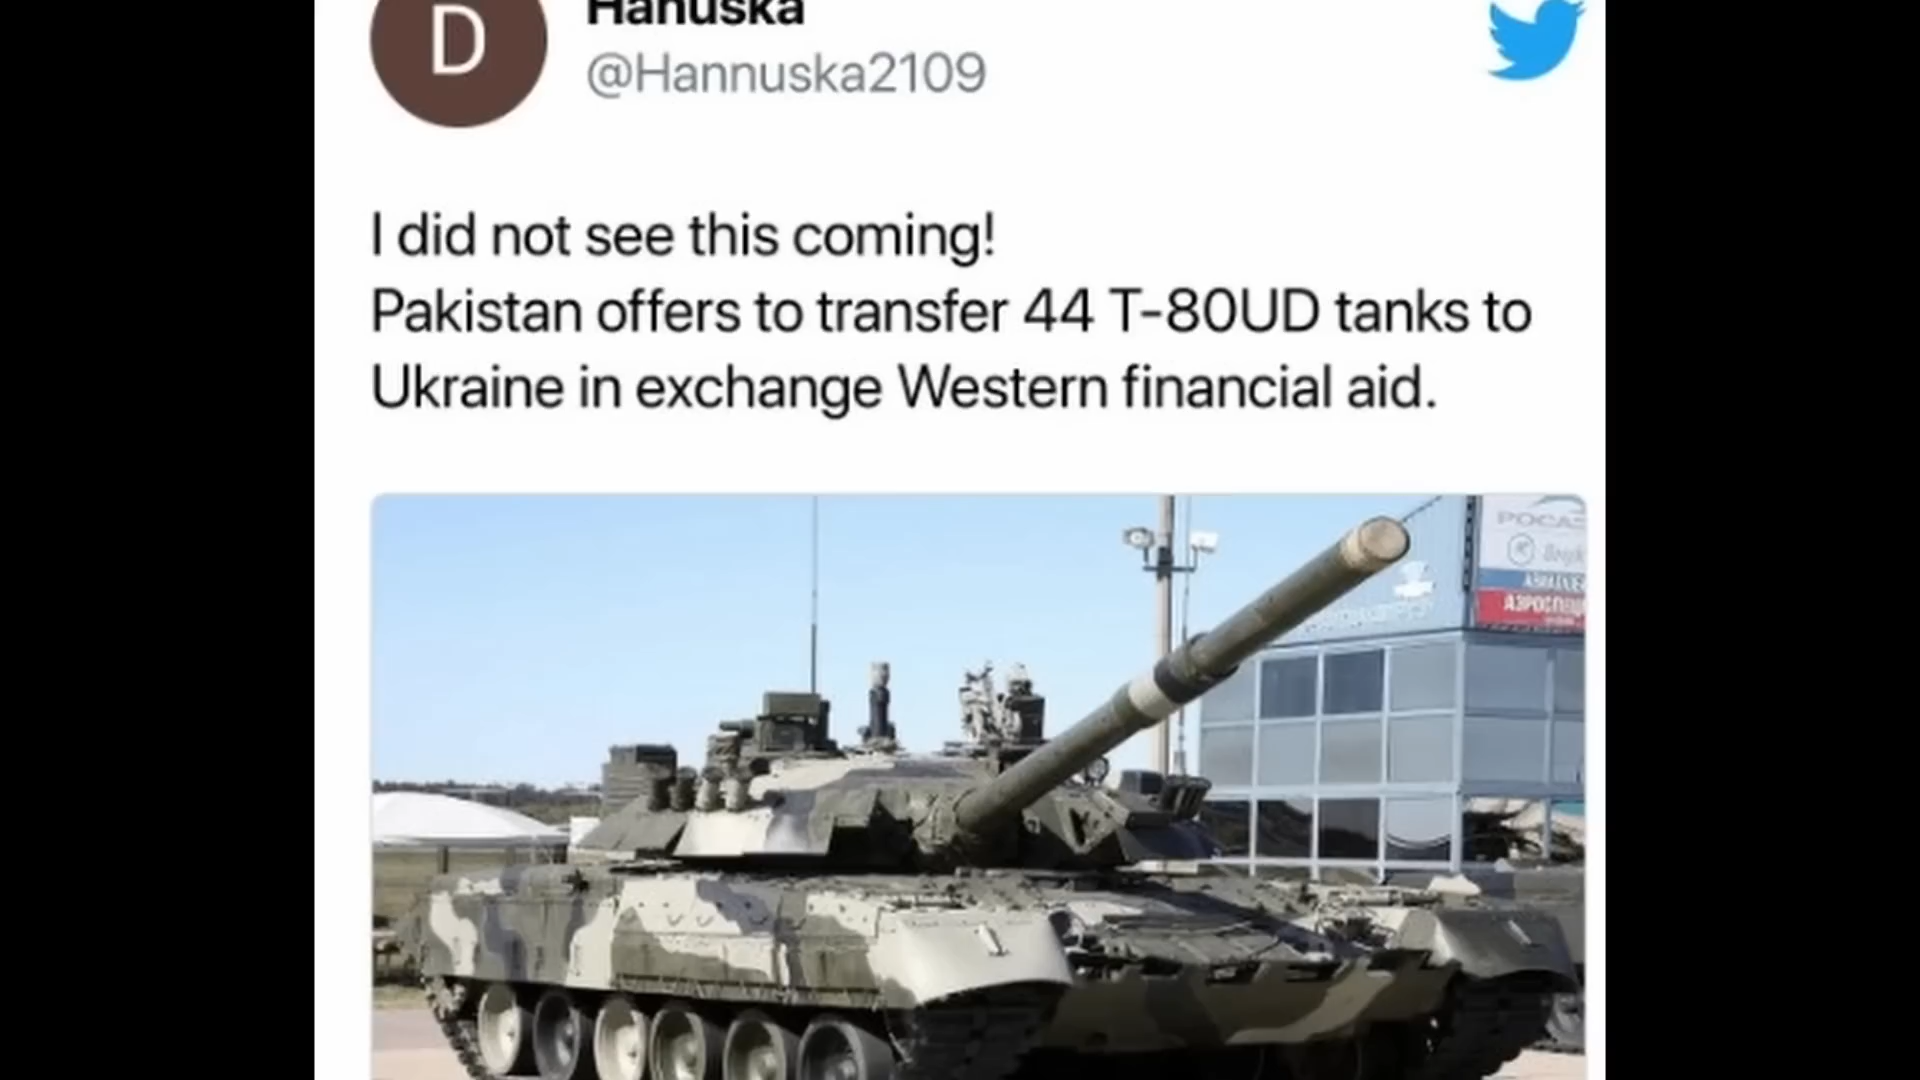 Hanuska
@Hannuska2109
D
I did not see this coming!
Pakistan offers to transfer 44 T-80UD tanks to
Ukraine in exchange Western financial aid.